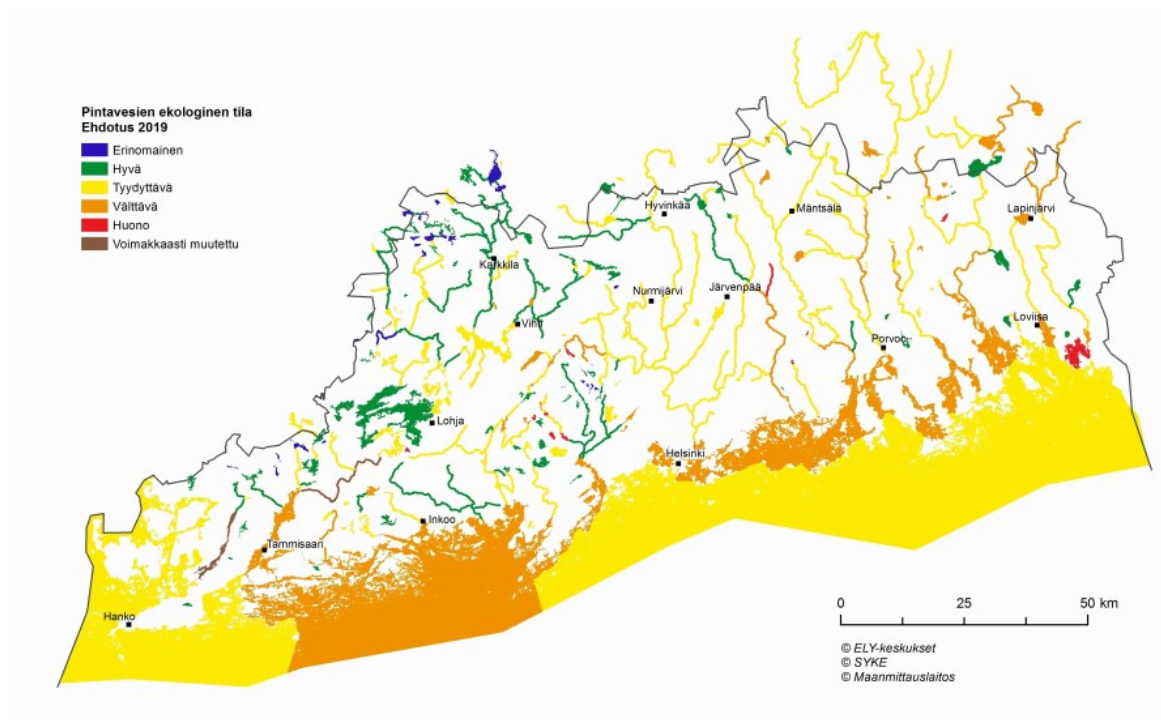 Pintavesien ekologinen tila
Ehdotus 2019
Erinomainen
Hyvä
Tyydyttävä
Välttävä
Huono
Voimakkaasti muutettu
Hyvinkää
Mäntsälä
Lapinjärvi
Karkkila
Nurmijärvi
Järvenpää
Vihti
Loviisa
Porvoo
Lohja
Helsinki
Inkoo
Tammisaari
Hanko
0 25 50 km
© ELY-keskukset
© SYKE
© Maanmittauslaitos